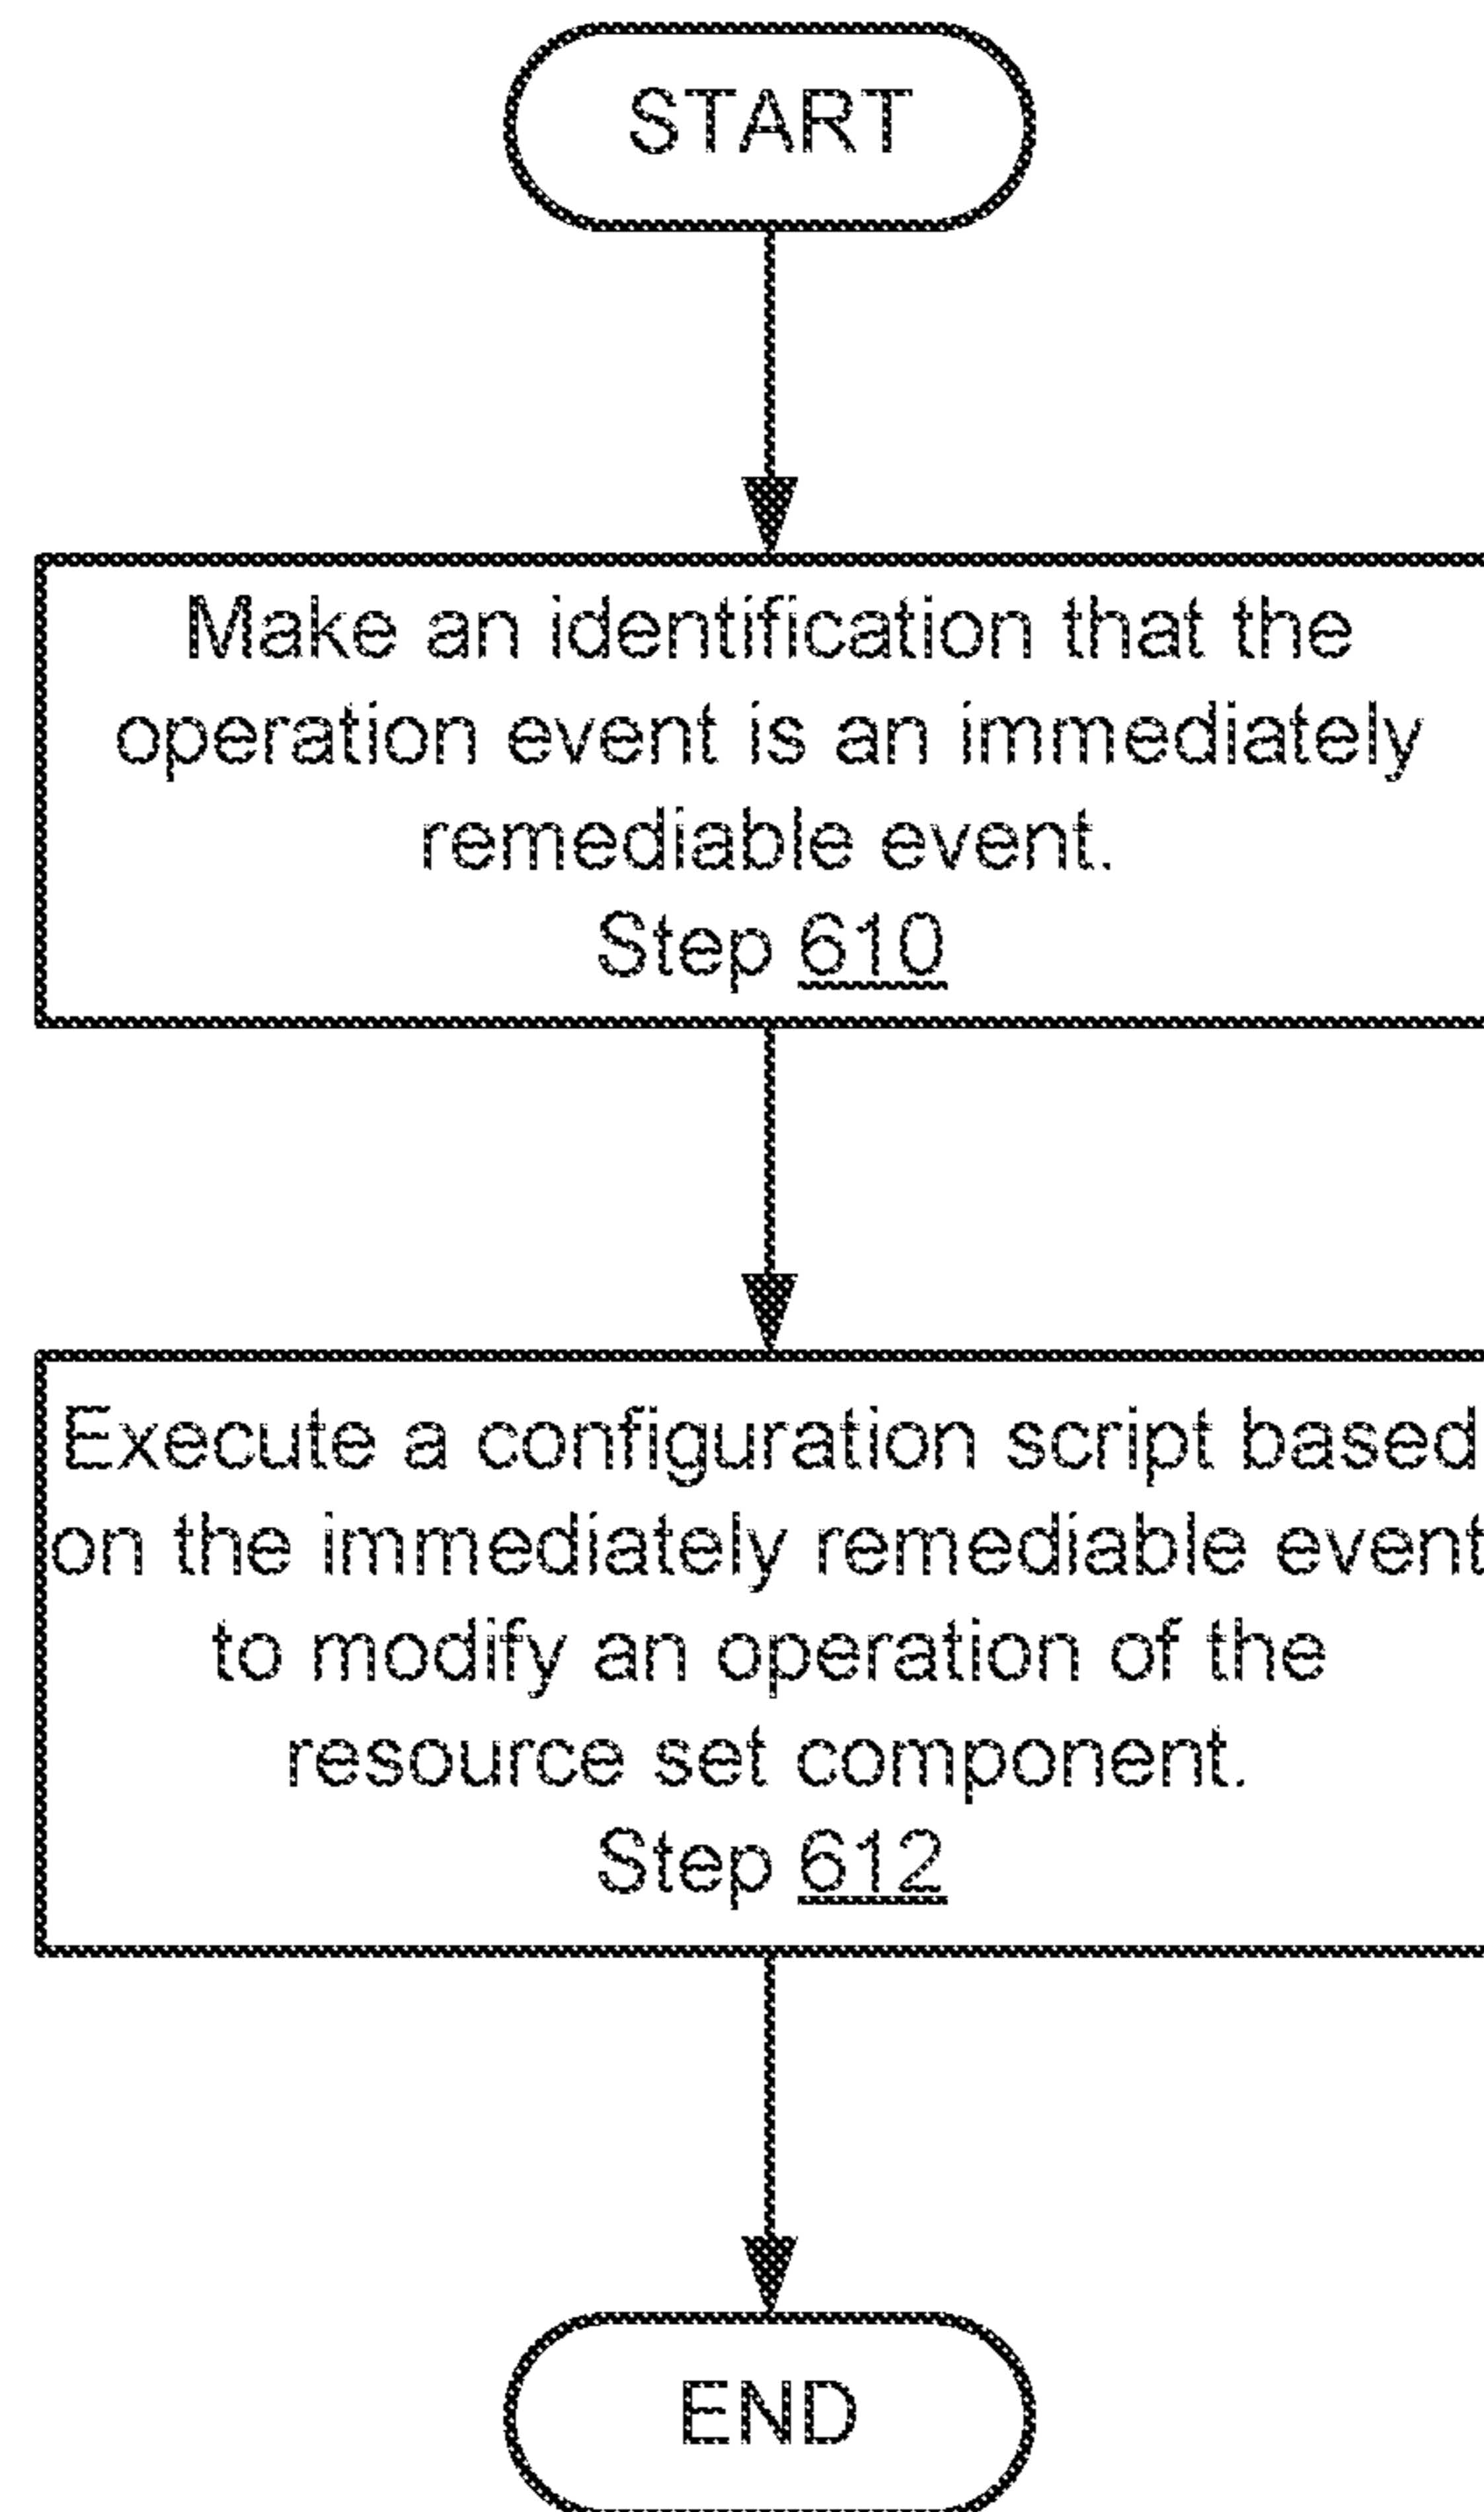 START
Make an identification that the
operation event is an immediately
remediable event.
Step 610
Execute a configuration script based
on the immediately remediable event
to modify an operation of the
resource set component.
Step 612
END